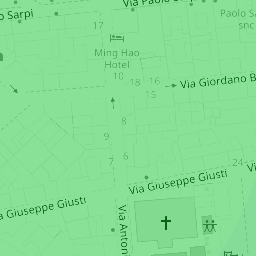 Via Paolo
o Sarpi
17
Paolo Sa
snc
Ming Hao
Hotel
10
18
16
15
Via Giordano B
8
9
7
6
24
Via Giuseppe Giusti
a Giuseppe Giusti
Via Anton